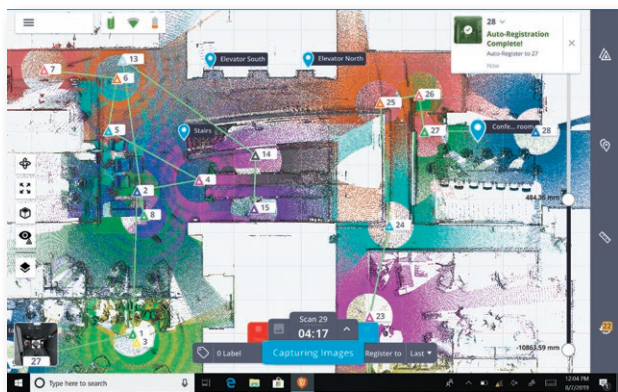 28
Auto-Registration
Complete!
Auto-Register to 27
Now
13
7
6
Elevator South
Elevator North
26
25
5
Stairs
27
Confe... room
28
14
4
2
15
8
484.36 mm
24
23
1
3
Scan 29
04:17
27
0 Label
Capturing Images
Register to
Last
-10863.59 mm
Type here to search
12:04 PM
8/7/2019